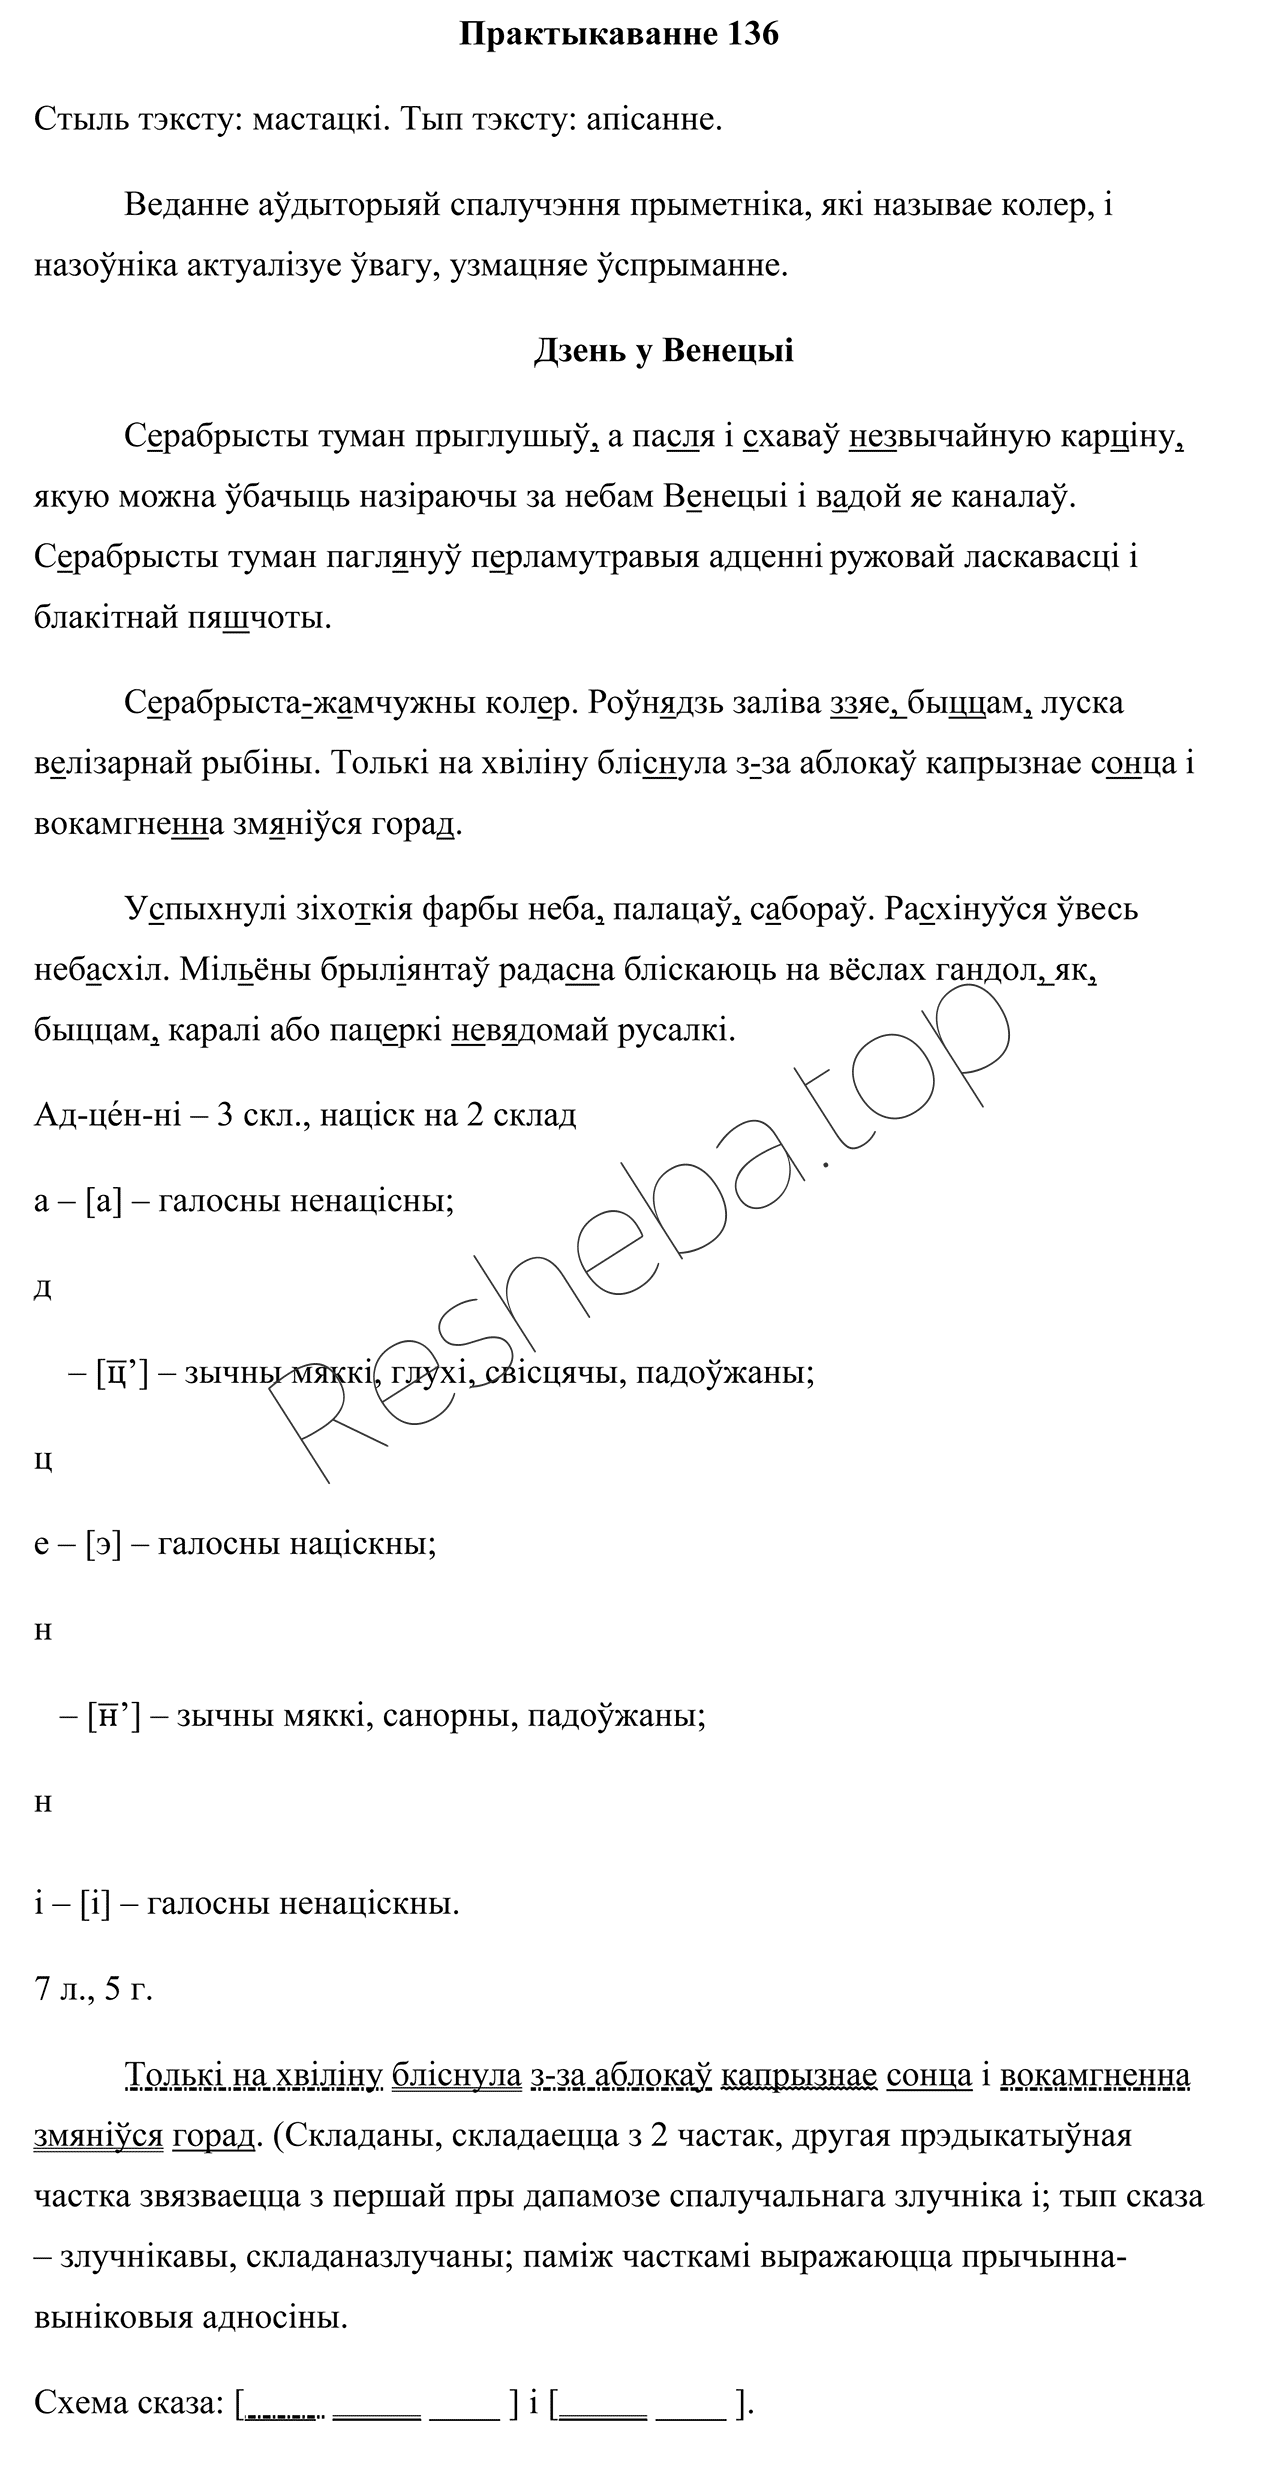 Практыкаванне 136
Стыль тэксту: мастацкі. Тып тэксту: апісанне.
Веданне аўдыторыяй спалучэння прыметніка, які называе колер, і
назоўніка актуалізуе ўвагу, узмацняе ўспрыманне.
Дзень у Венецыі
Серабрысты туман прыглушыў, а пасля і схаваў незвычайную карціну,
якую можна ўбачыць назіраючы за небам Венецыі і вадой яе каналаў.
Серабрысты туман паглянуў перламутравыя адценні ружовай ласкавасці і
блакітнай пяшчоты.
Серабрыста-жамчужны колер. Роўнядзь заліва ззяе, быццам, луска
велізарнай рыбіны. Толькі на хвіліну бліснула з-за аблокаў капрызнае сонца і
вокамгненна змяніўся горад.
Успыхнулі зіхоткія фарбы неба, палацаў, сабораў. Расхінуўся ўвесь
небасхіл. Мільёны брыліянтаў радасна бліскаюць на вёслах гандол, як,
быццам, каралі або пацеркі невядомай русалкі.
Ад-цéн-ні – 3 скл., націск на 2 склад
а – [а] – галосны ненацісны;
д
– [ц̅’] – зычны мяккі, глухі, свісцячы, падоўжаны;
ц
е – [э] – галосны націскны;
н
– [н̅’] – зычны мяккі, санорны, падоўжаны;
н
і – [і] – галосны ненаціскны.
7 л., 5 г.
Толькі на хвіліну бліснула з-за аблокаў капрызнае сонца і вокамгненна
змяніўся горад. (Складаны, складаецца з 2 частак, другая прэдыкатыўная
частка звязваецца з першай пры дапамозе спалучальнага злучніка і; тып сказа
– злучнікавы, складаназлучаны; паміж часткамі выражаюцца прычынна-
выніковыя адносіны.
Схема сказа: [____. _____ ____ ] і [_____ ____ ].
Resheba.top